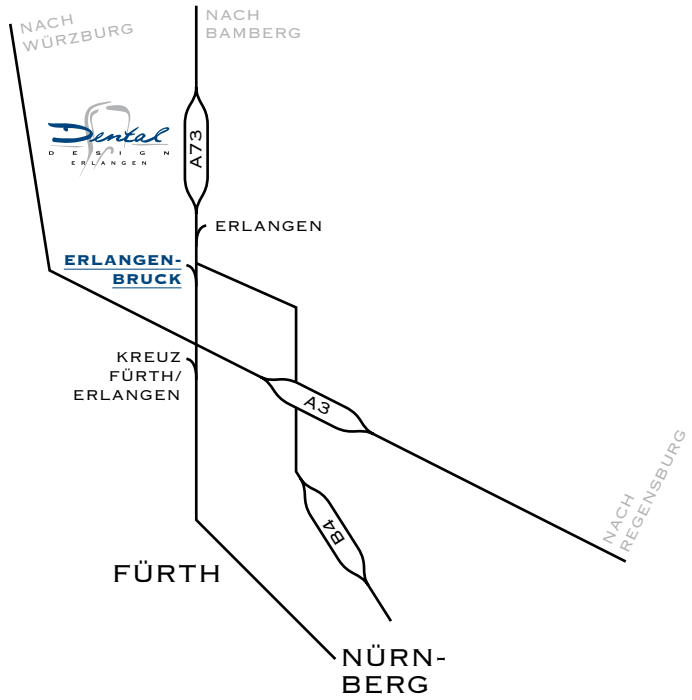 NACH
WÜRZBURG
NACH
BAMBERG
Dental
DESIGN
ERLANGEN
A73
ERLANGEN
ERLANGEN-
BRUCK
KREUZ
FÜRTH/
ERLANGEN
A3
NACH
REGENSBURG
B4
FÜRTH
NÜRN-
BERG